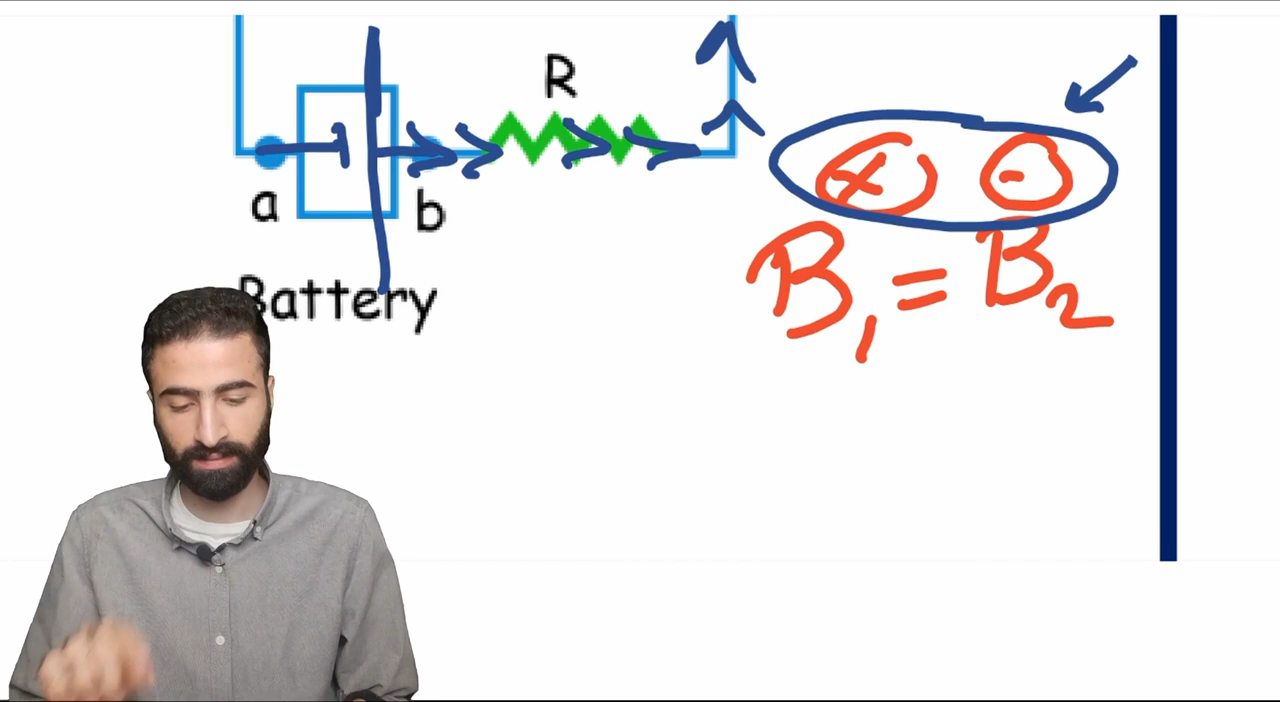 R
a
b
Battery
× -
B₁ = B₂